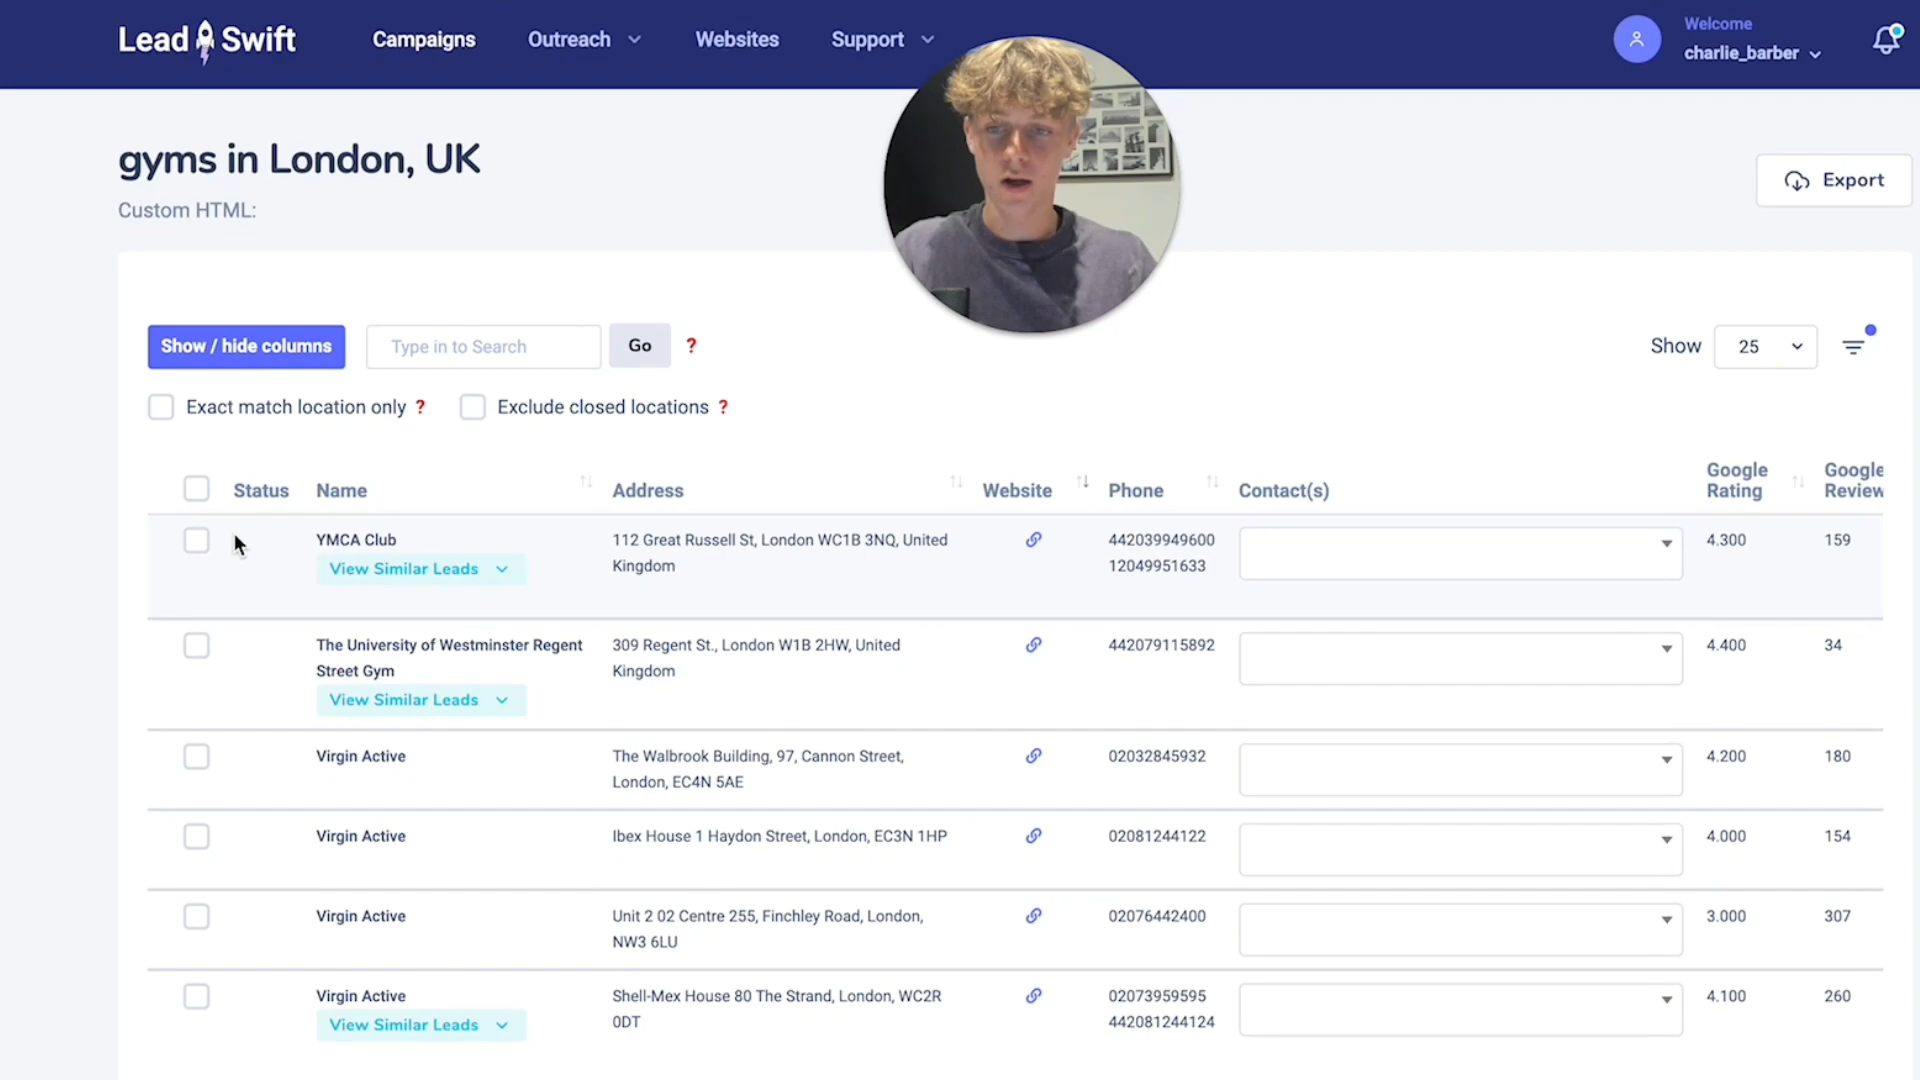 Lead Swift
Campaigns
Outreach
Websites
Support
Welcome
charlie_barber
gyms in London, UK
Custom HTML:
Export
Show / hide columns
Type in to Search
Go
?
Show
25
Exact match location only ?
Exclude closed locations ?
Status
Name
Address
Website
Phone
Contact(s)
Google
Rating
Google
Review
YMCA Club
View Similar Leads
112 Great Russell St, London WC1B 3NQ, United
Kingdom
442039949600
12049951633
4.300
159
The University of Westminster Regent
Street Gym
View Similar Leads
309 Regent St., London W1B 2HW, United
Kingdom
442079115892
4.400
34
Virgin Active
The Walbrook Building, 97, Cannon Street,
London, EC4N 5AE
02032845932
4.200
180
Virgin Active
Ibex House 1 Haydon Street, London, EC3N 1HP
02081244122
4.000
154
Virgin Active
Unit 2 02 Centre 255, Finchley Road, London,
NW3 6LU
02076442400
3.000
307
Virgin Active
View Similar Leads
Shell-Mex House 80 The Strand, London, WC2R
0DT
02073959595
442081244124
4.100
260